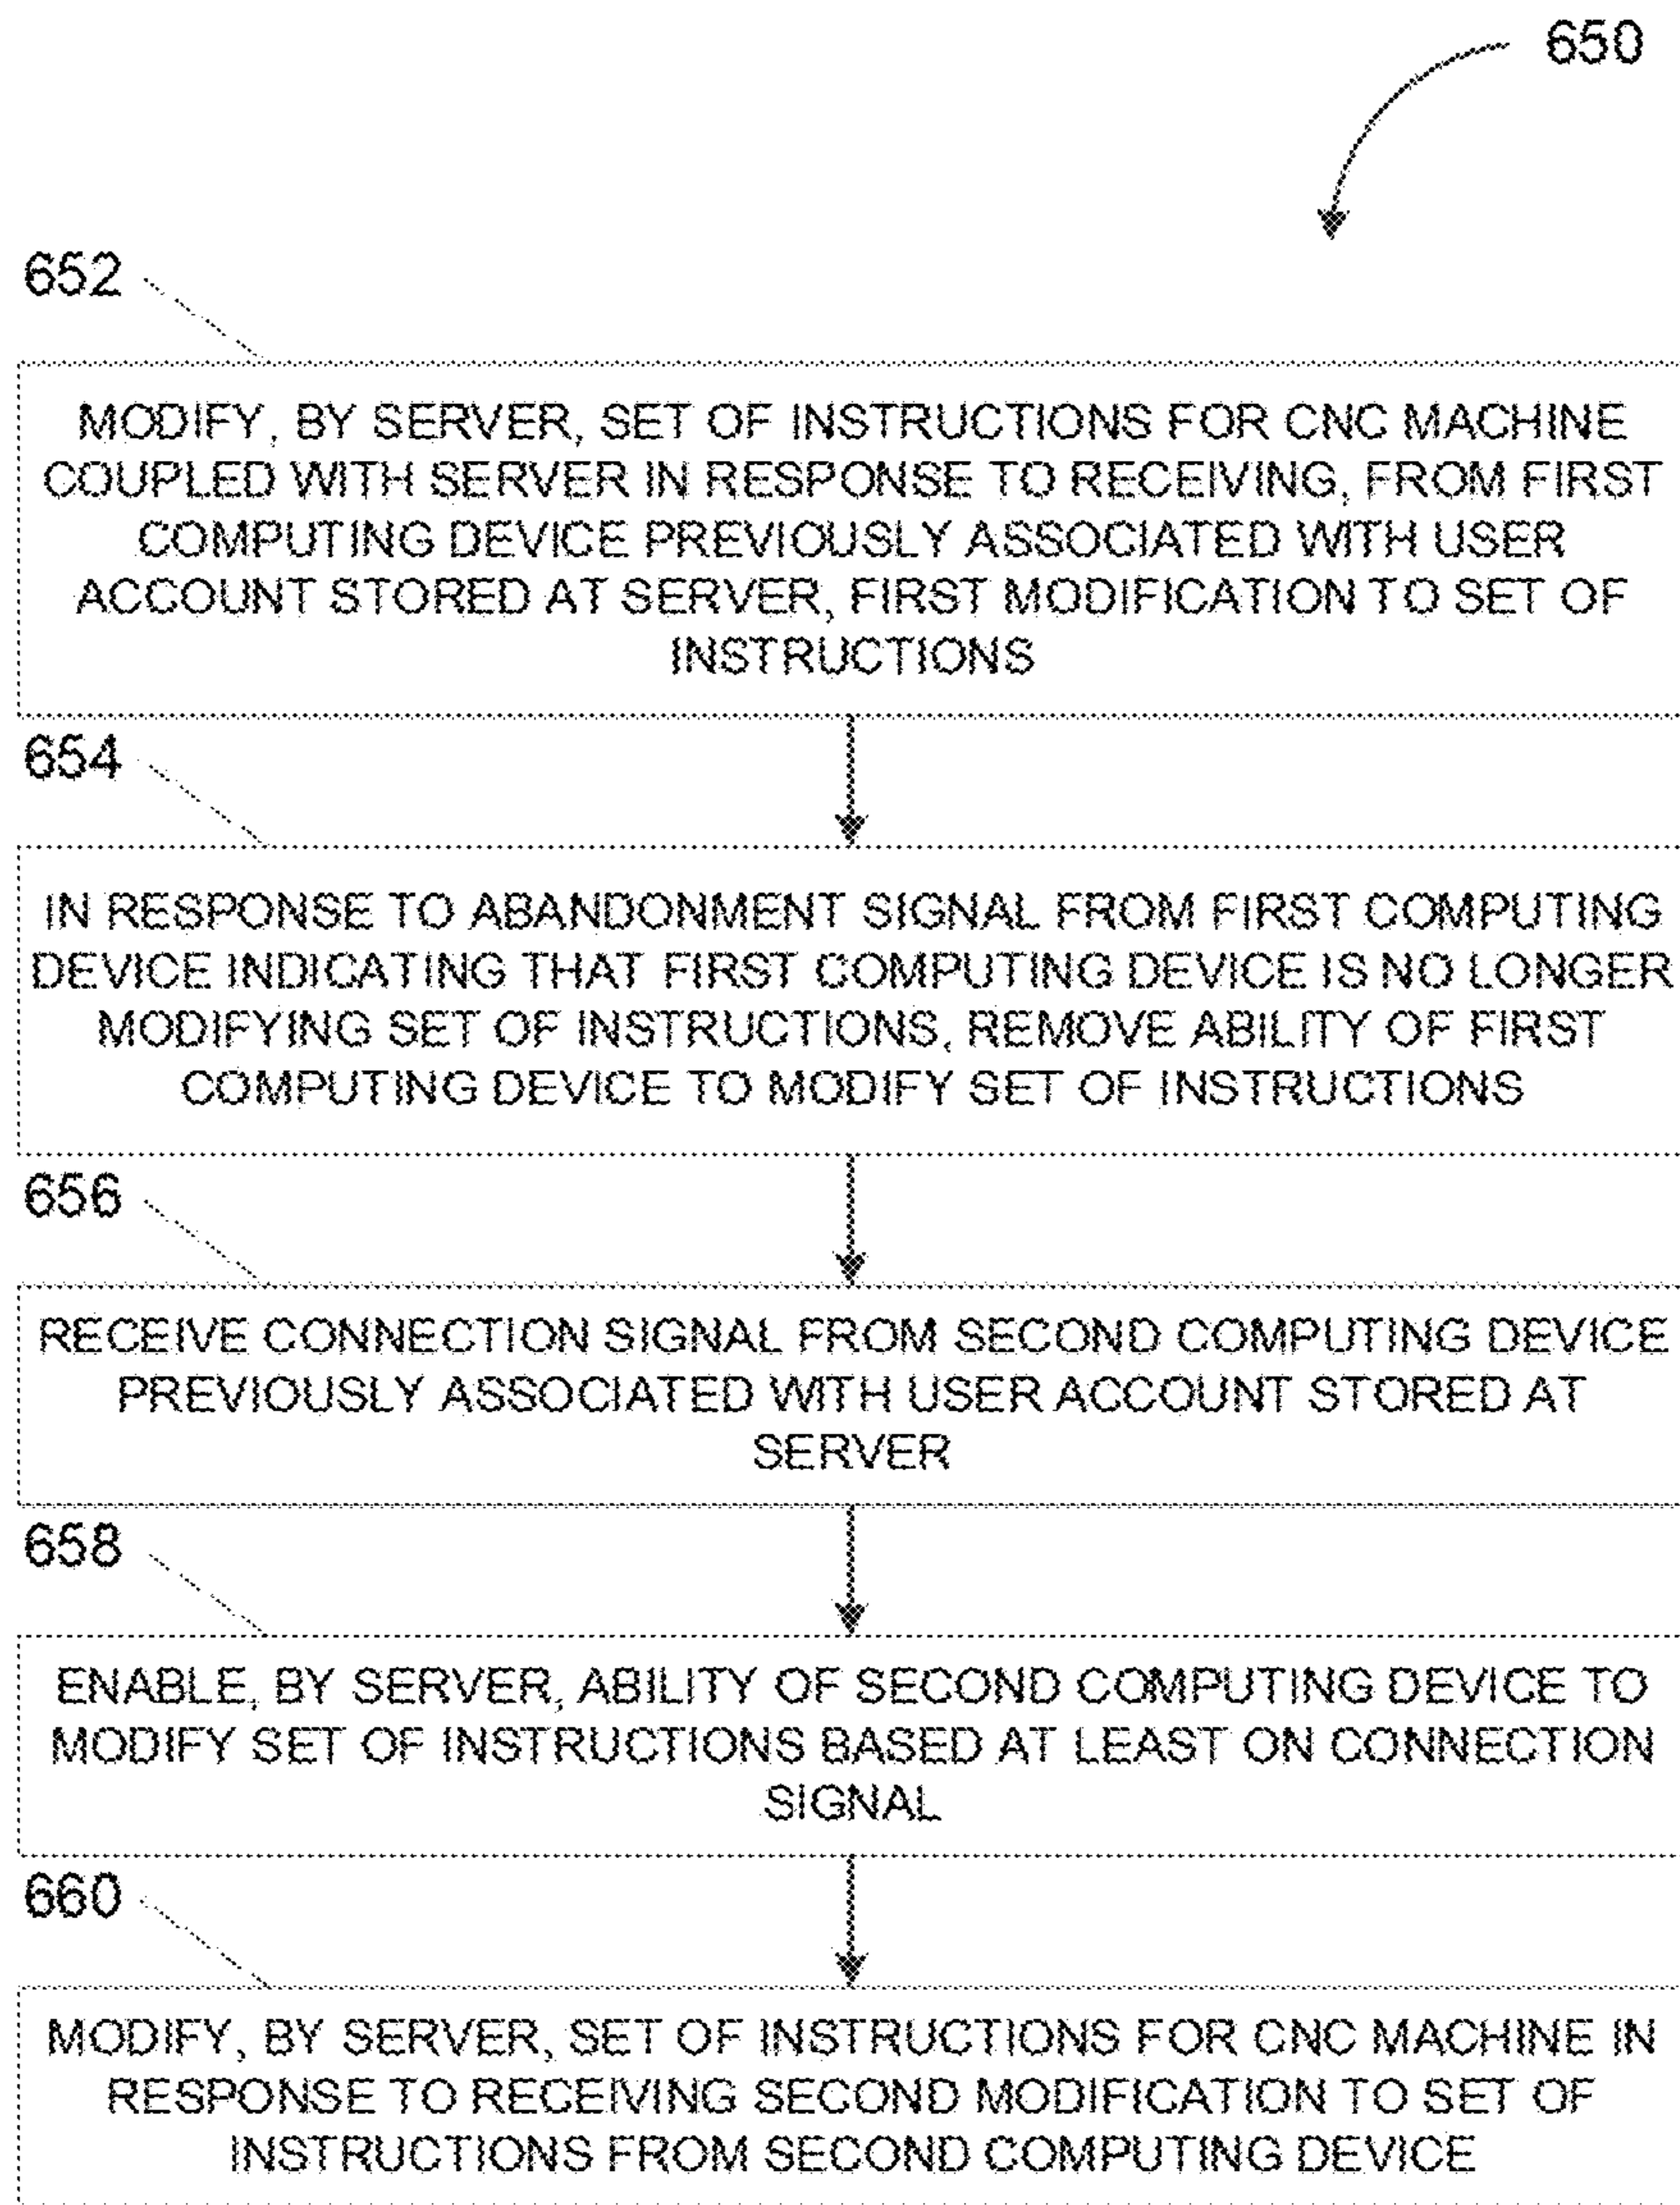 650
652
MODIFY, BY SERVER, SET OF INSTRUCTIONS FOR CNC MACHINE
COUPLED WITH SERVER IN RESPONSE TO RECEIVING, FROM FIRST
COMPUTING DEVICE PREVIOUSLY ASSOCIATED WITH USER
ACCOUNT STORED AT SERVER, FIRST MODIFICATION TO SET OF
INSTRUCTIONS
654
IN RESPONSE TO ABANDONMENT SIGNAL FROM FIRST COMPUTING
DEVICE INDICATING THAT FIRST COMPUTING DEVICE IS NO LONGER
MODIFYING SET OF INSTRUCTIONS, REMOVE ABILITY OF FIRST
COMPUTING DEVICE TO MODIFY SET OF INSTRUCTIONS
656
RECEIVE CONNECTION SIGNAL FROM SECOND COMPUTING DEVICE
PREVIOUSLY ASSOCIATED WITH USER ACCOUNT STORED AT
SERVER
658
ENABLE, BY SERVER, ABILITY OF SECOND COMPUTING DEVICE TO
MODIFY SET OF INSTRUCTIONS BASED AT LEAST ON CONNECTION
SIGNAL
660
MODIFY, BY SERVER, SET OF INSTRUCTIONS FOR CNC MACHINE IN
RESPONSE TO RECEIVING SECOND MODIFICATION TO SET OF
INSTRUCTIONS FROM SECOND COMPUTING DEVICE